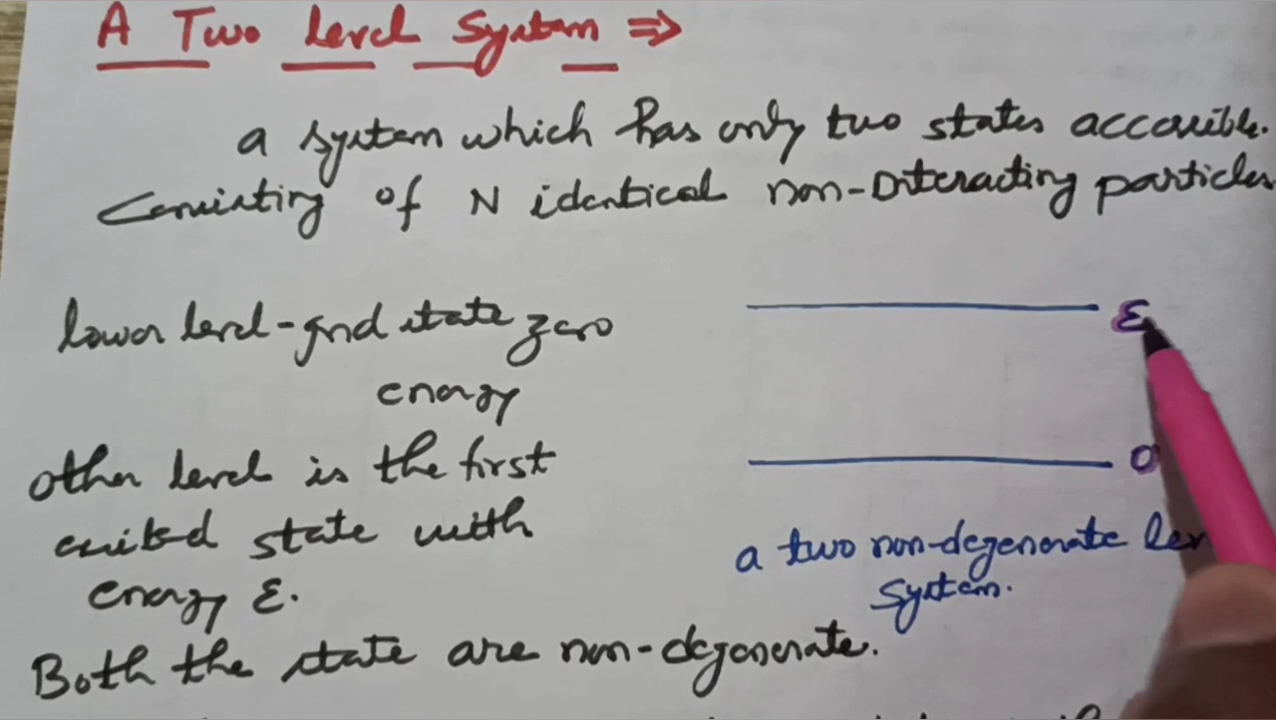 A Two Level System ⇒
a system which has only two states accessible.
Consisting of N identical non-Interacting particles
lower level-grnd state zero
energy
other level is the first
exited state with
energy ε.
Both the state are non-degenerate.
ε
0
a two non-degenerate
System.